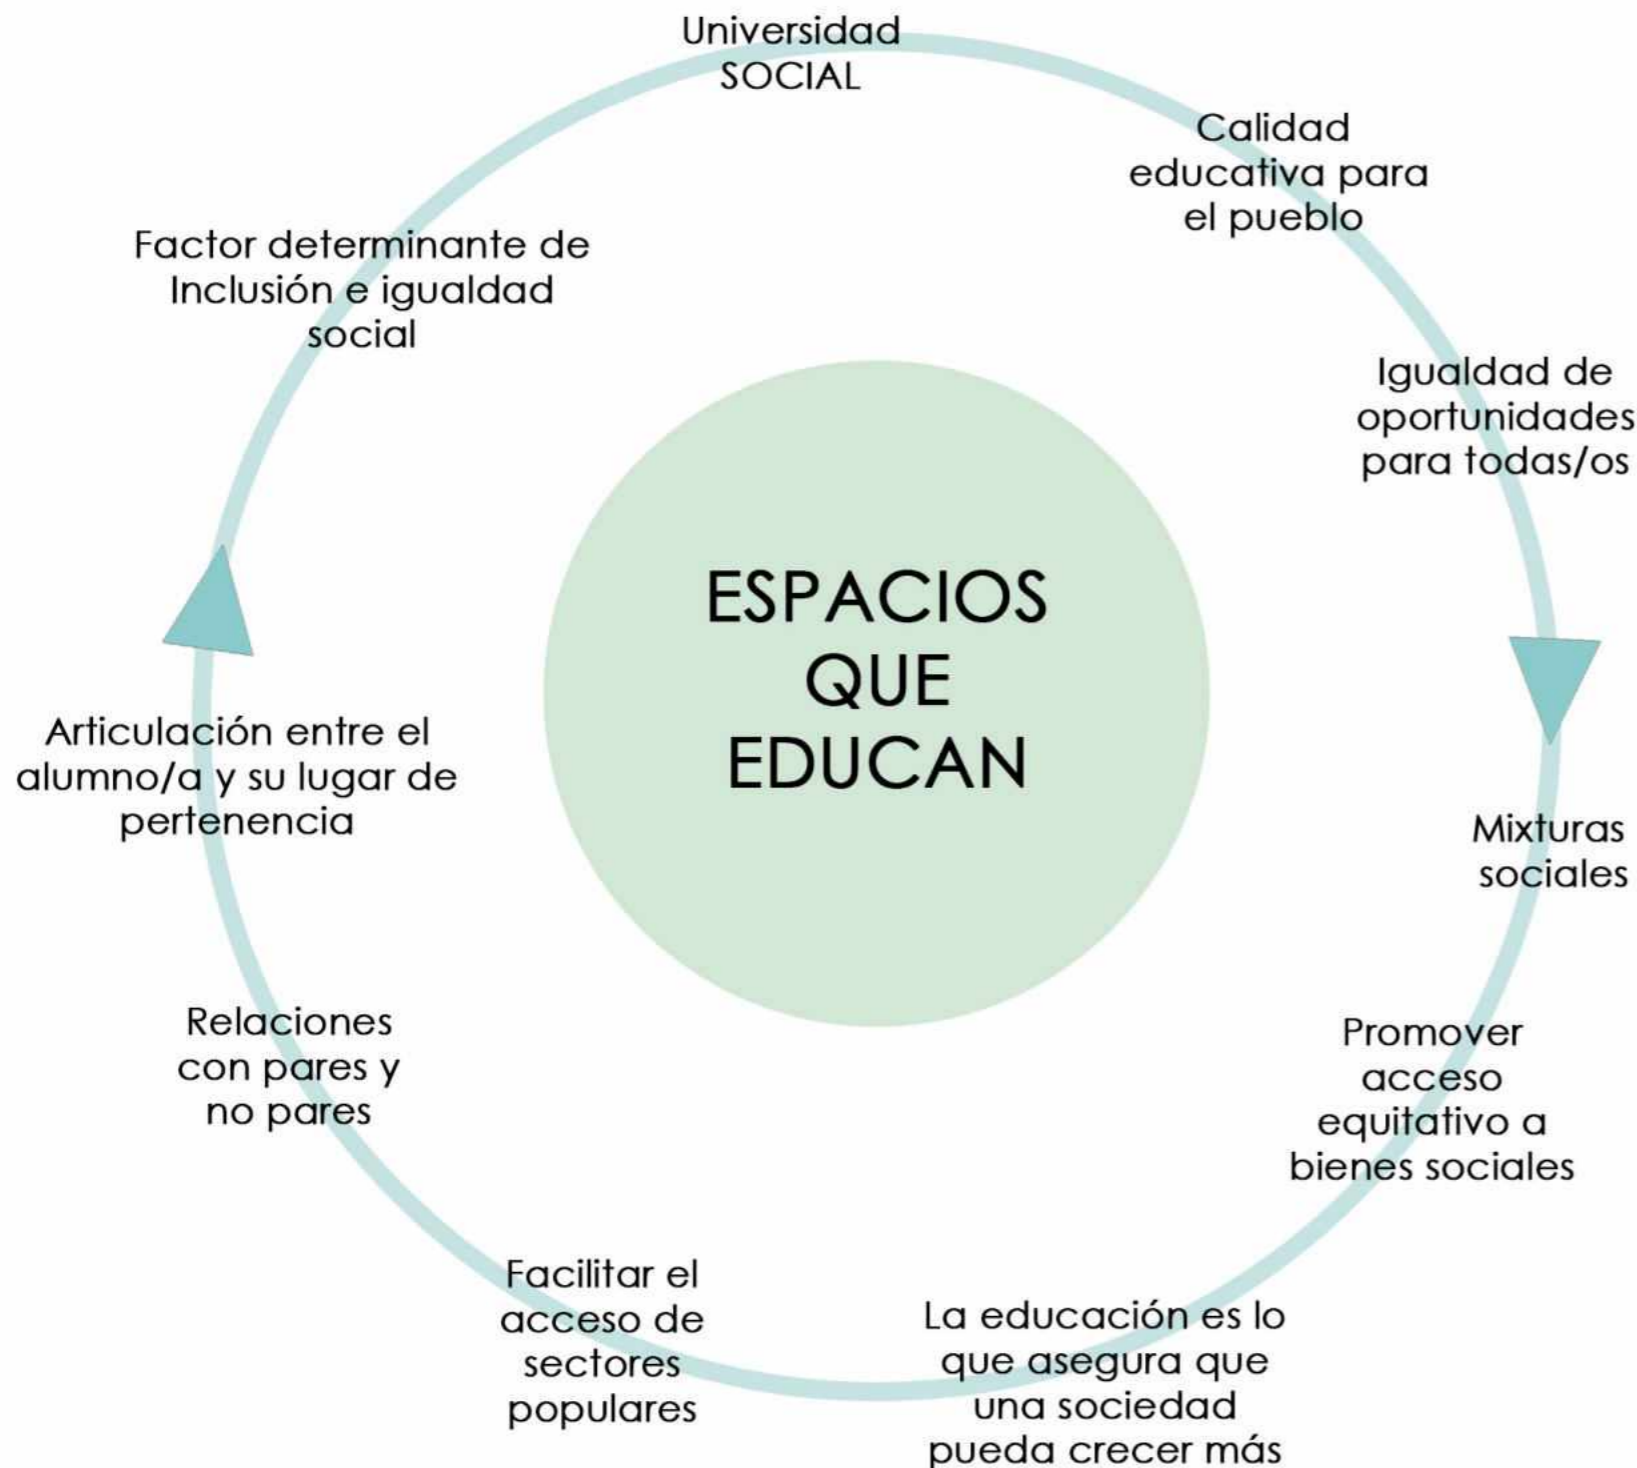 Universidad
SOCIAL
Calidad
educativa para
el pueblo
Igualdad de
oportunidades
para todas/os
Mixturas
sociales
Promover
acceso
equitativo a
bienes sociales
La educación es lo
que asegura que
una sociedad
pueda crecer más
Facilitar el
acceso de
sectores
populares
Relaciones
con pares y
no pares
Articulación entre el
alumno/a y su lugar de
pertenencia
Factor determinante de
Inclusión e igualdad
social
ESPACIOS
QUE
EDUCAN